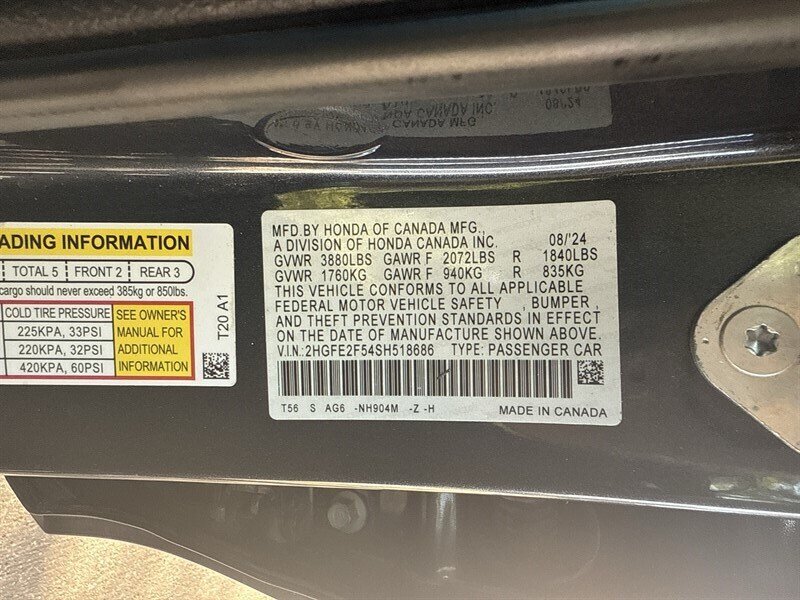 ADING INFORMATION
TOTAL 5 FRONT 2 REAR 3
cargo should never exceed 385kg or 850lbs.
COLD TIRE PRESSURE
225KPA, 33PSI
220KPA, 32PSI
420KPA, 60PSI
SEE OWNER'S
MANUAL FOR
ADDITIONAL
INFORMATION
T20 A1
MFD.BY HONDA OF CANADA MFG.,
A DIVISION OF HONDA CANADA INC. 08/'24
GVWR 3880LBS GAWR F 2072LBS R 1840LBS
GVWR 1760KG GAWR F 940KG R 835KG
THIS VEHICLE CONFORMS TO ALL APPLICABLE
FEDERAL MOTOR VEHICLE SAFETY , BUMPER ,
AND THEFT PREVENTION STANDARDS IN EFFECT
ON THE DATE OF MANUFACTURE SHOWN ABOVE.
V.I.N:2HGFE2F54SH518686 TYPE: PASSENGER CAR
T56 S AG6 -NH904M -Z -H MADE IN CANADA